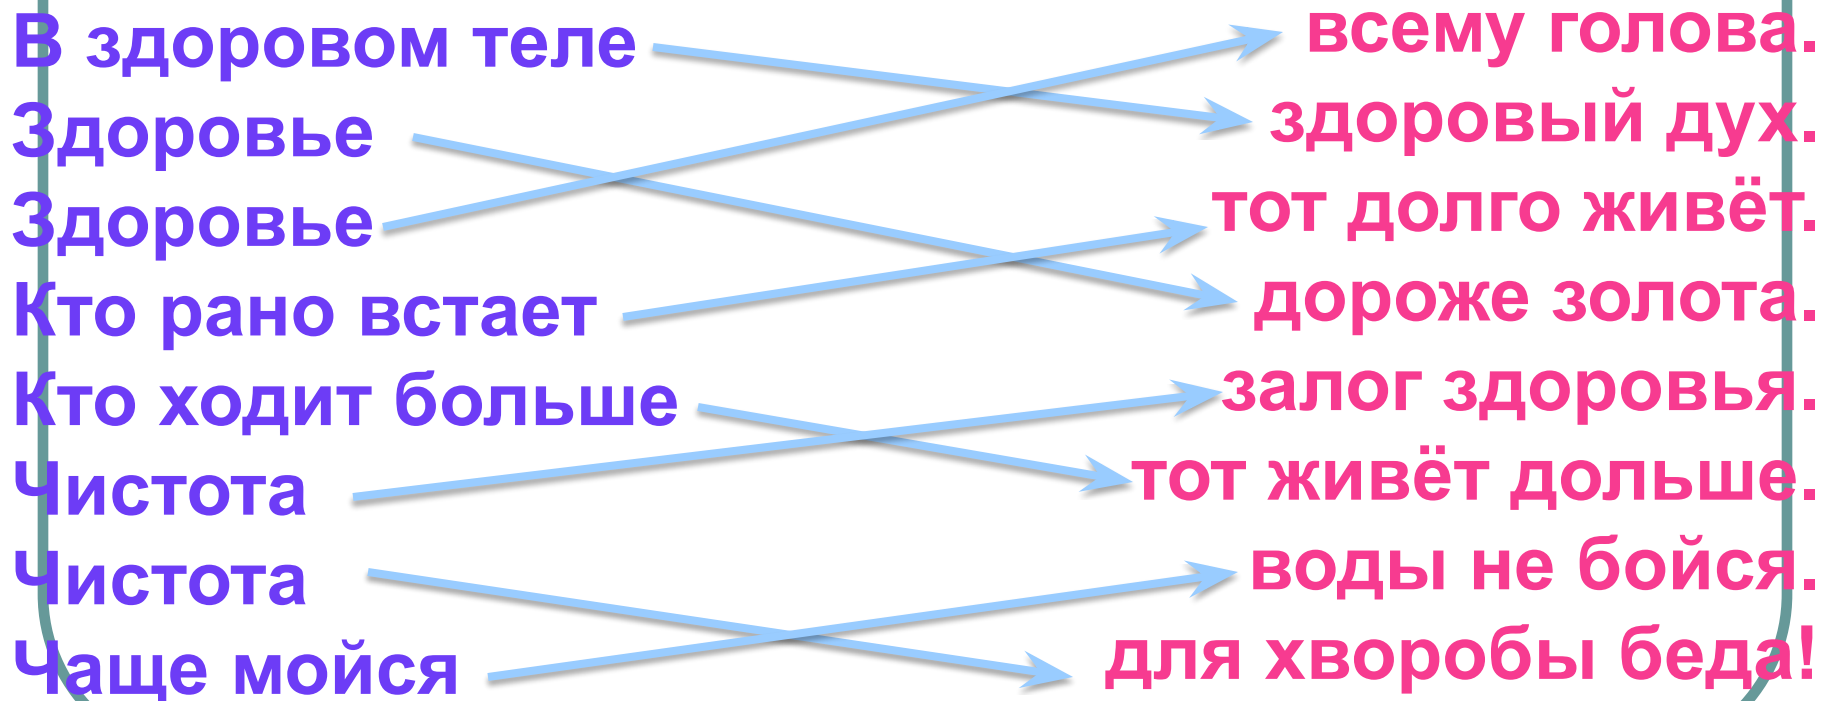 В здоровом теле
Здоровье
Здоровье
Кто рано встает
Кто ходит больше
Чистота
Чистота
Чаще мойся
всему голова.
здоровый дух.
тот долго живёт.
дороже золота.
залог здоровья.
тот живёт дольше.
воды не бойся.
для хворобы беда!